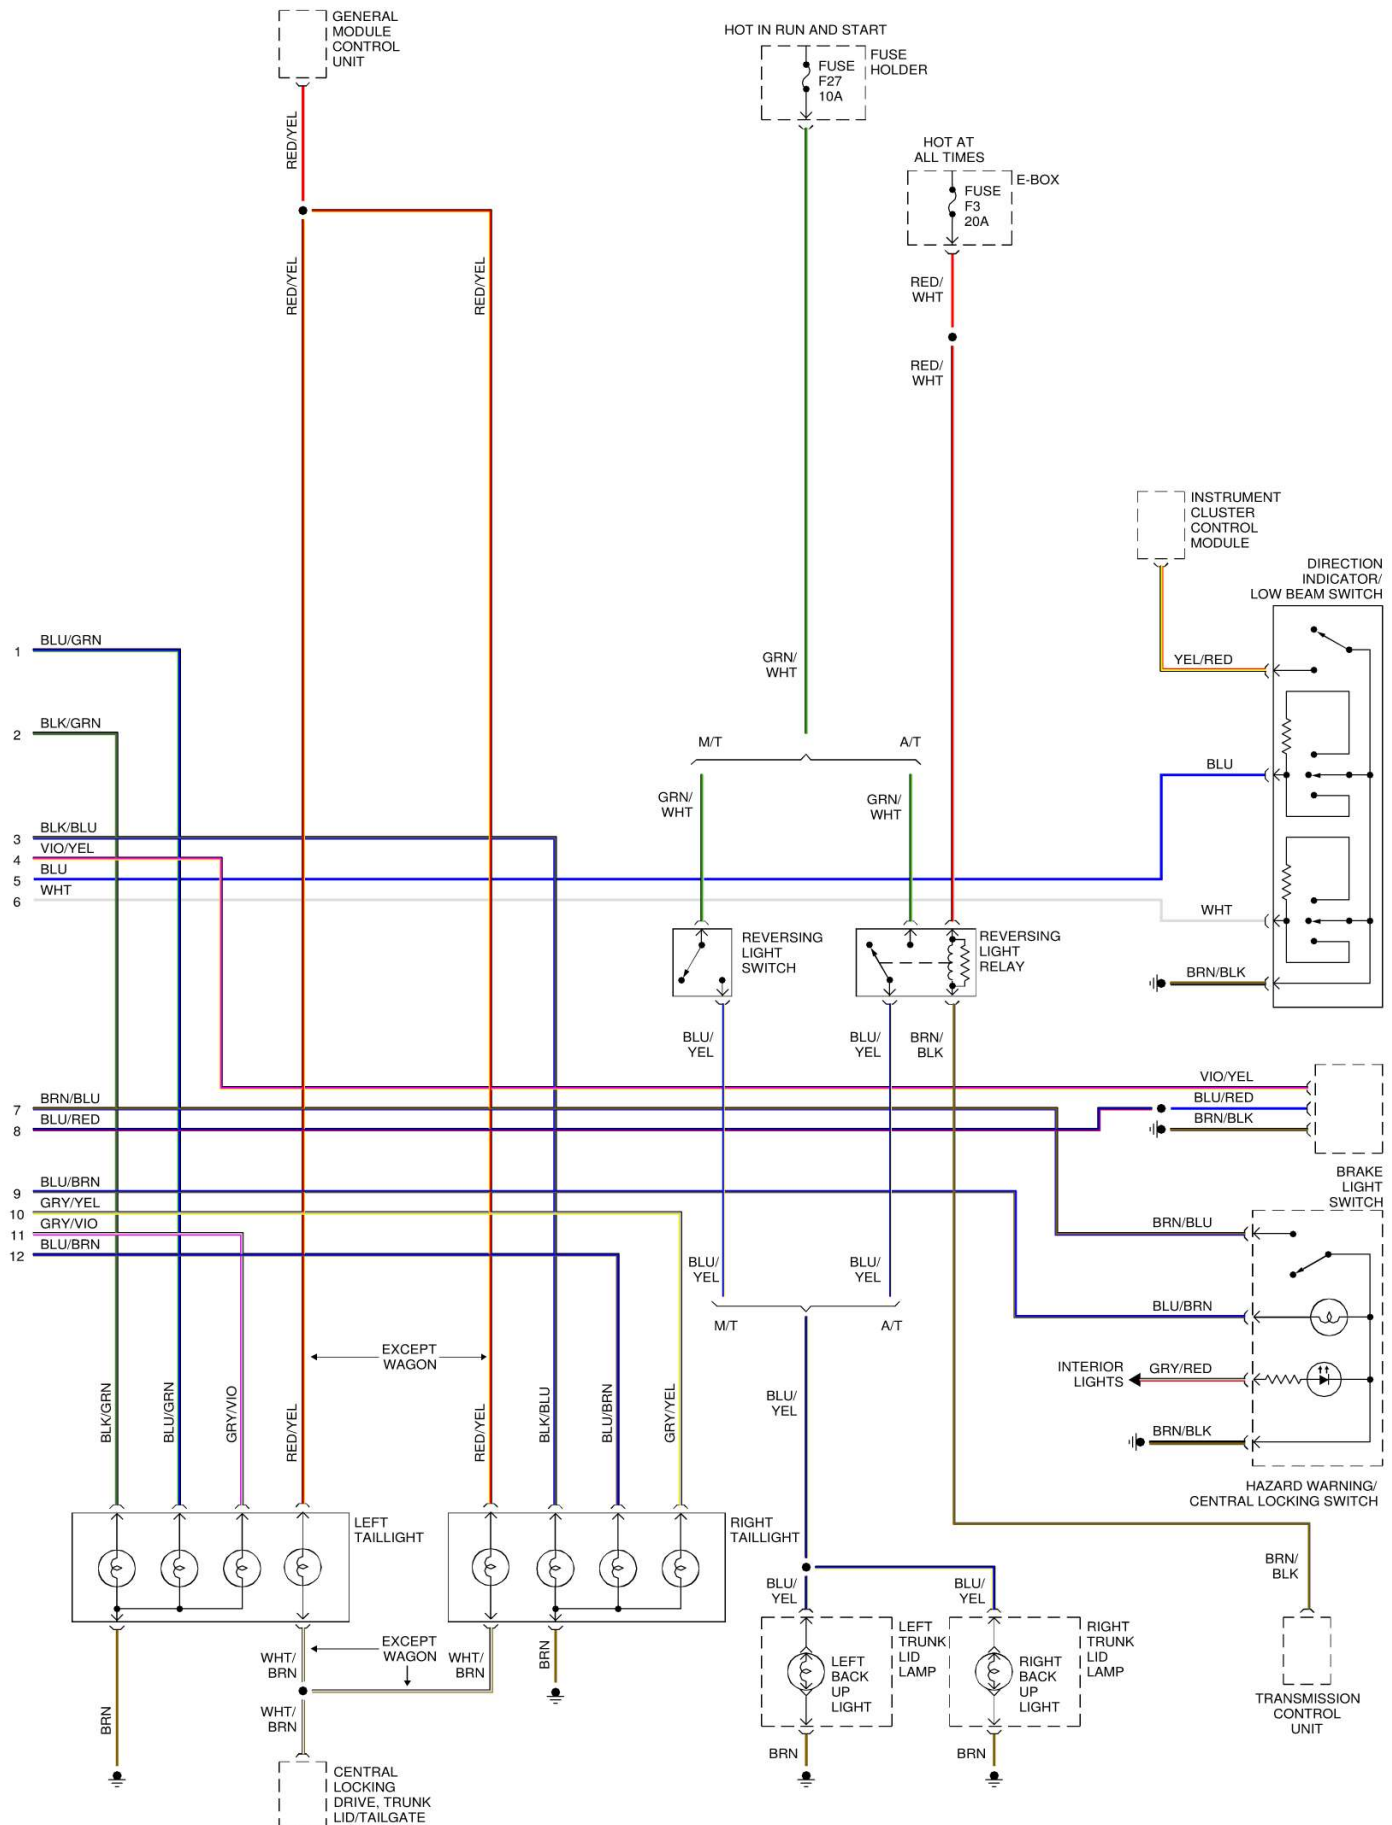 GENERAL
MODULE
CONTROL
UNIT
HOT IN RUN AND START
FUSE
HOLDER
FUSE
F27
10A
RED/YEL
HOT AT
ALL TIMES
E-BOX
FUSE
F3
20A
RED/YEL
RED/YEL
RED/
WHT
RED/
WHT
INSTRUMENT
CLUSTER
CONTROL
MODULE
DIRECTION
INDICATOR/
LOW BEAM SWITCH
1
BLU/GRN
GRN/
WHT
YEL/RED
2
BLK/GRN
M/T
A/T
BLU
GRN/
WHT
GRN/
WHT
3
BLK/BLU
4
VIO/YEL
5
BLU
6
WHT
WHT
REVERSING
LIGHT
SWITCH
REVERSING
LIGHT
RELAY
BRN/BLK
BLU/
YEL
BLU/
YEL
BRN/
BLK
VIO/YEL
7
BRN/BLU
BLU/RED
8
BLU/RED
BRN/BLK
BRAKE
LIGHT
SWITCH
9
BLU/BRN
10
GRY/YEL
11
GRY/VIO
12
BLU/BRN
BRN/BLU
BLU/
YEL
BLU/
YEL
M/T
A/T
BLU/BRN
EXCEPT
WAGON
INTERIOR
LIGHTS
GRY/RED
BLK/GRN
BLU/GRN
GRY/VIO
RED/YEL
RED/YEL
BLK/BLU
BLU/BRN
GRY/YEL
BLU/
YEL
BRN/BLK
HAZARD WARNING/
CENTRAL LOCKING SWITCH
LEFT
TAILLIGHT
RIGHT
TAILLIGHT
BRN/
BLK
BLU/
YEL
BLU/
YEL
LEFT
TRUNK
LID
LAMP
RIGHT
TRUNK
LID
LAMP
EXCEPT
WAGON
WHT/
BRN
WHT/
BRN
BRN
LEFT
BACK
UP
LIGHT
RIGHT
BACK
UP
LIGHT
BRN
WHT/
BRN
TRANSMISSION
CONTROL
UNIT
BRN
BRN
CENTRAL
LOCKING
DRIVE, TRUNK
LID/TAILGATE